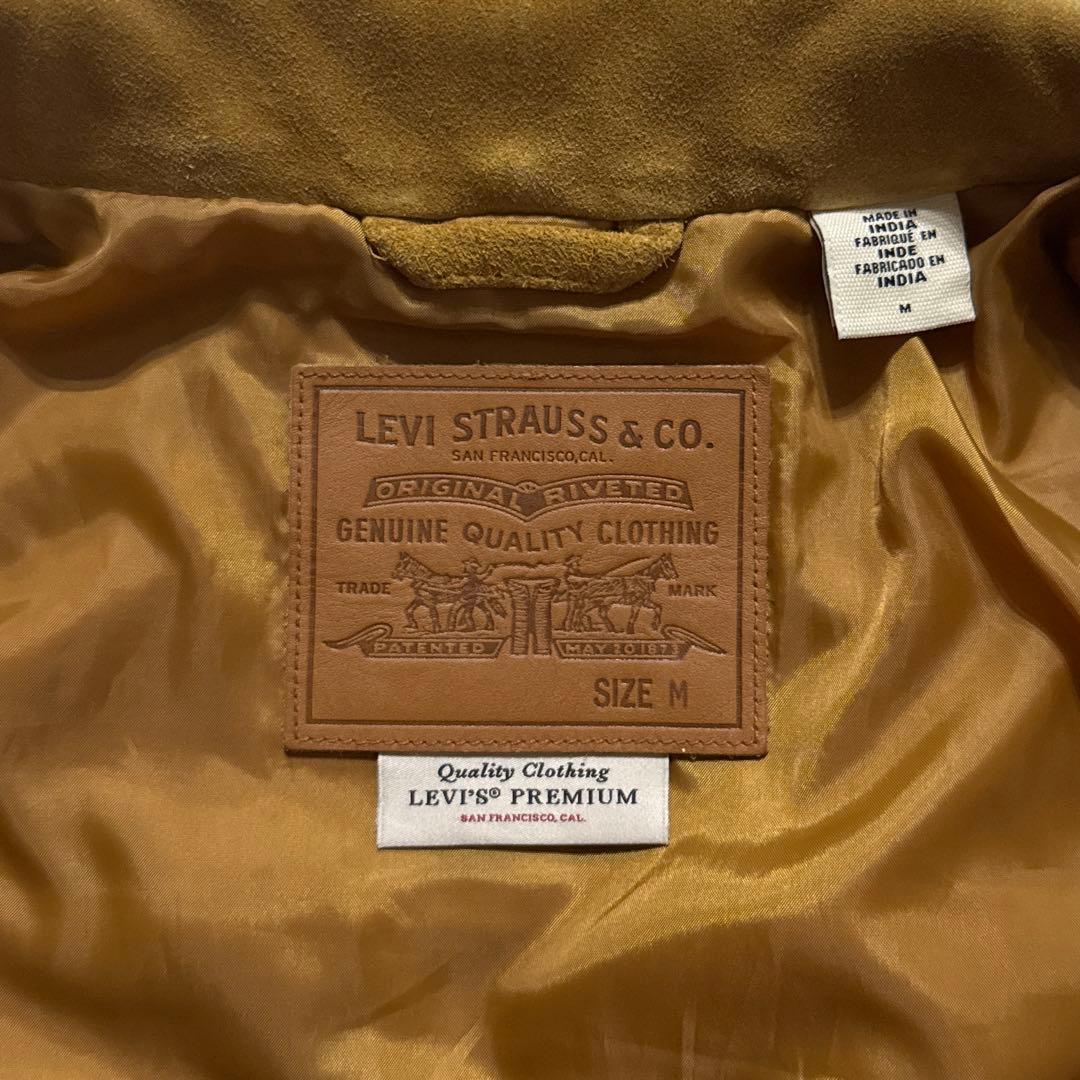 MADE IN
INDIA
FABRIQUÉ EN
INDE
FABRICADO EN
INDIA
M
LEVI STRAUSS & CO.
SAN FRANCISCO, CAL.
ORIGINAL RIVETED
GENUINE QUALITY CLOTHING
TRADE MARK
PATENTED MAY 20 1873
SIZE M
Quality Clothing
LEVI'S® PREMIUM
SAN FRANCISCO, CAL.